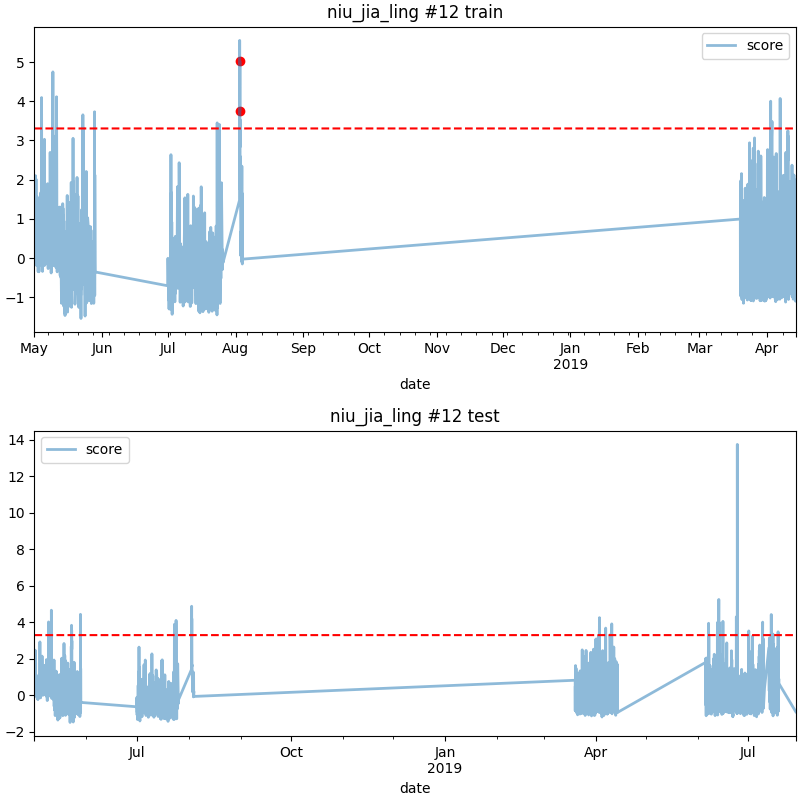 niu_jia_ling #12 train
score
5
4
3
2
1
0
−1
May Jun Jul Aug Sep Oct Nov Dec Jan Feb Mar Apr
2019
date
niu_jia_ling #12 test
score
14
12
10
8
6
4
2
0
−2
Jul Oct Jan Apr Jul
2019
date